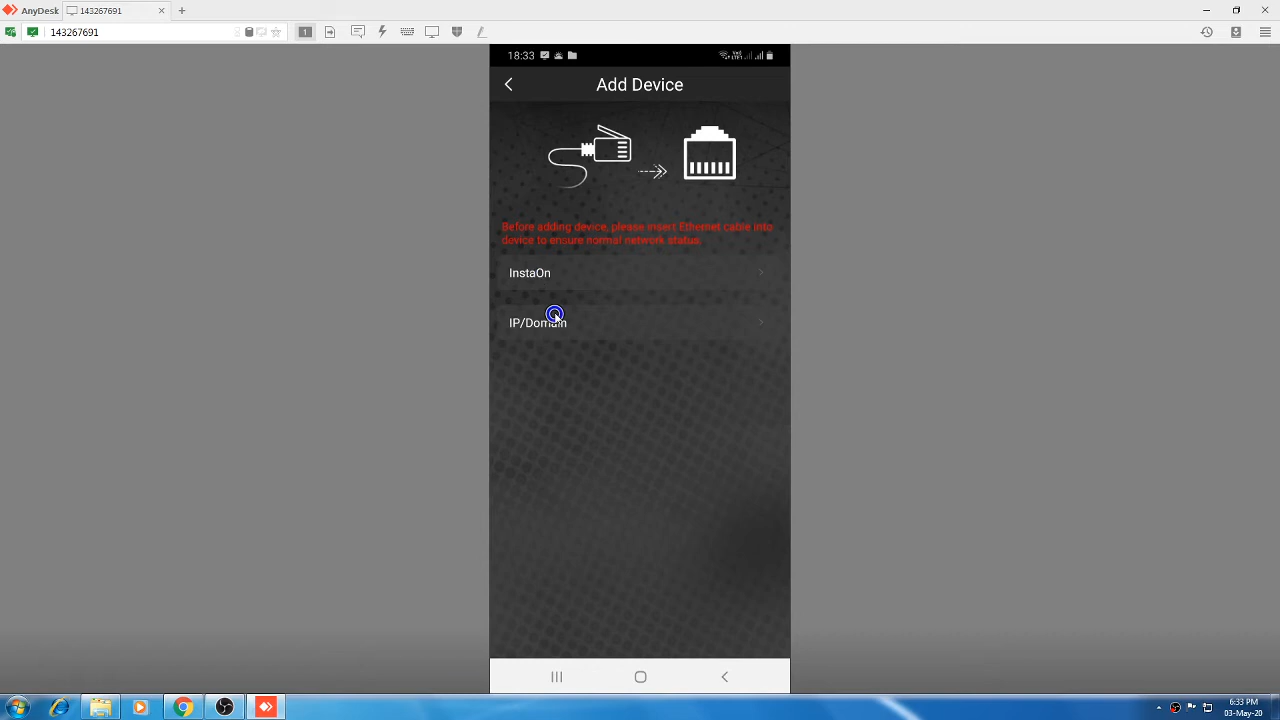 AnyDesk
143267691
143267691
1
18:33
Add Device
Before adding device, please insert Ethernet cable into
device to ensure normal network status.
InstaOn
IP/Domain
6:33 PM
03-May-20